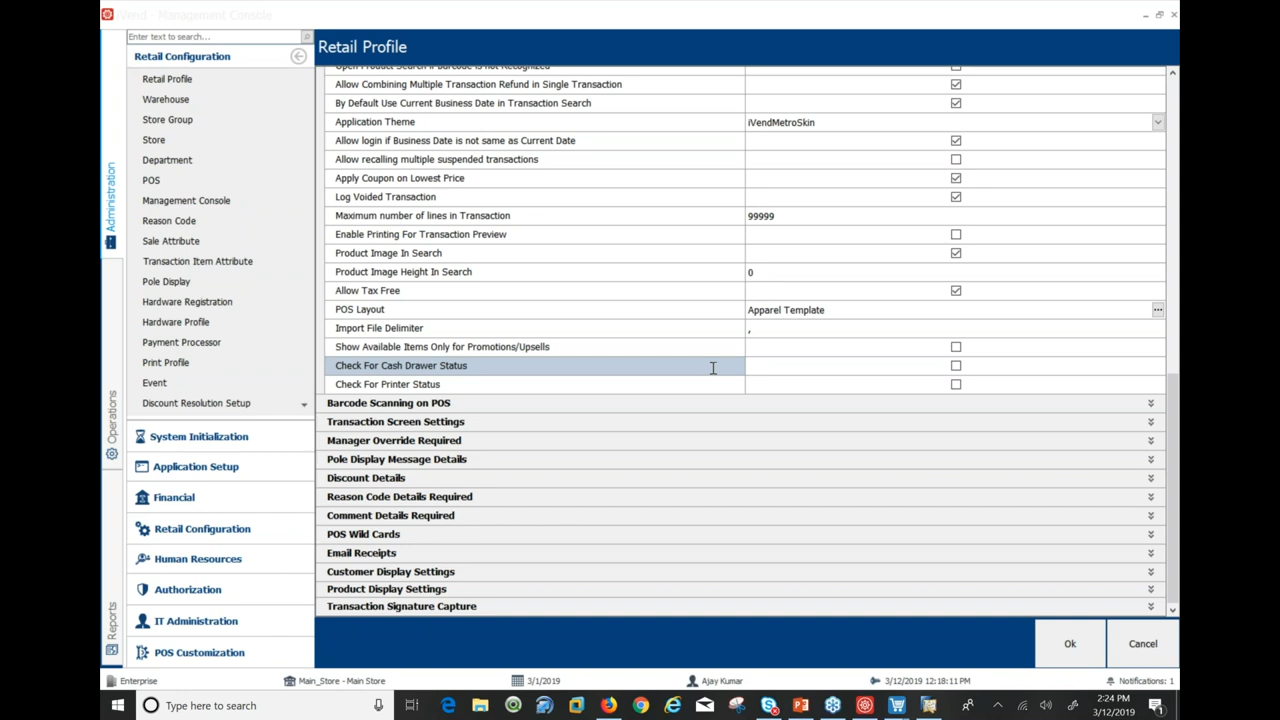 iVend - Management Console
Enter text to search...
Retail Configuration
Retail Profile
Warehouse
Store Group
Store
Department
POS
Management Console
Reason Code
Sale Attribute
Transaction Item Attribute
Pole Display
Hardware Registration
Hardware Profile
Payment Processor
Print Profile
Event
Discount Resolution Setup
System Initialization
Application Setup
Financial
Retail Configuration
Human Resources
Authorization
IT Administration
POS Customization
Administration
Operations
Reports
Retail Profile
Open Product Search if Barcode is not Recognized
Allow Combining Multiple Transaction Refund in Single Transaction
By Default Use Current Business Date in Transaction Search
Application Theme iVendMetroSkin
Allow login if Business Date is not same as Current Date
Allow recalling multiple suspended transactions
Apply Coupon on Lowest Price
Log Voided Transaction
Maximum number of lines in Transaction 99999
Enable Printing For Transaction Preview
Product Image In Search
Product Image Height In Search 0
Allow Tax Free
POS Layout Apparel Template ...
Import File Delimiter ,
Show Available Items Only for Promotions/Upsells
Check For Cash Drawer Status
Check For Printer Status
Barcode Scanning on POS
Transaction Screen Settings
Manager Override Required
Pole Display Message Details
Discount Details
Reason Code Details Required
Comment Details Required
POS Wild Cards
Email Receipts
Customer Display Settings
Product Display Settings
Transaction Signature Capture
Ok Cancel
Enterprise Main_Store - Main Store 3/1/2019 Ajay Kumar 3/12/2019 12:18:11 PM Notifications: 1
Type here to search
2:24 PM
3/12/2019
1